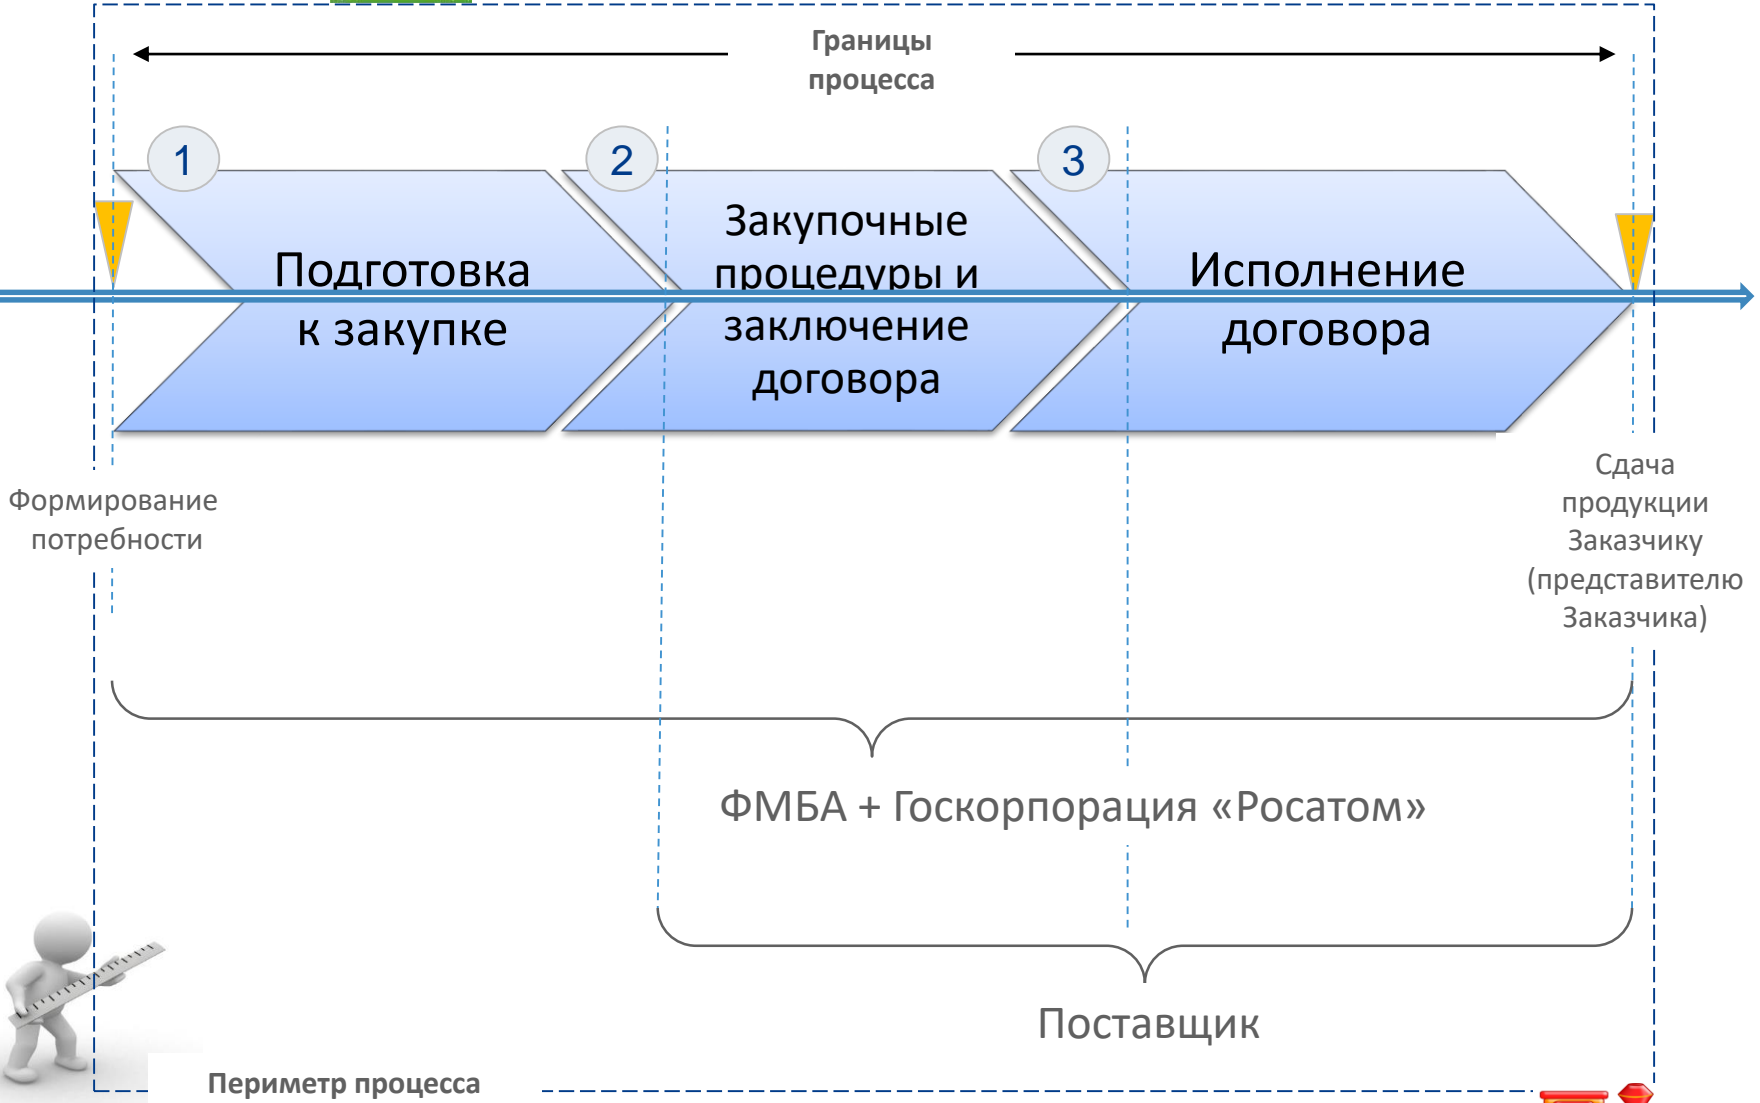 Границы
процесса
1
2
3
Подготовка
к закупке
Закупочные
процедуры и
заключение
договора
Исполнение
договора
Формирование
потребности
Сдача
продукции
Заказчику
(представителю
Заказчика)
ФМБА + Госкорпорация «Росатом»
Поставщик
Периметр процесса